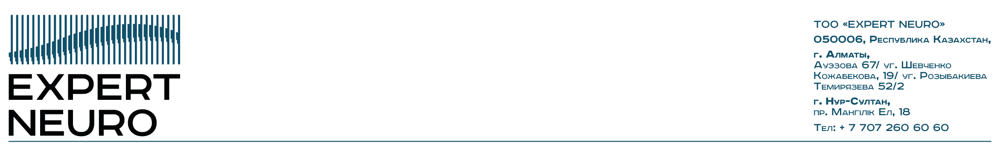 EXPERT
NEURO
ТОО «EXPERT NEURO»
050006, Республика Казахстан,
г. Алматы,
Ауэзова 67/ уг. Шевченко
Кожабекова, 19/ уг. Розыбакиева
Темирязева 52/2
г. Нур-Султан,
пр. Мангілік Ел, 18
Тел: + 7 707 260 60 60